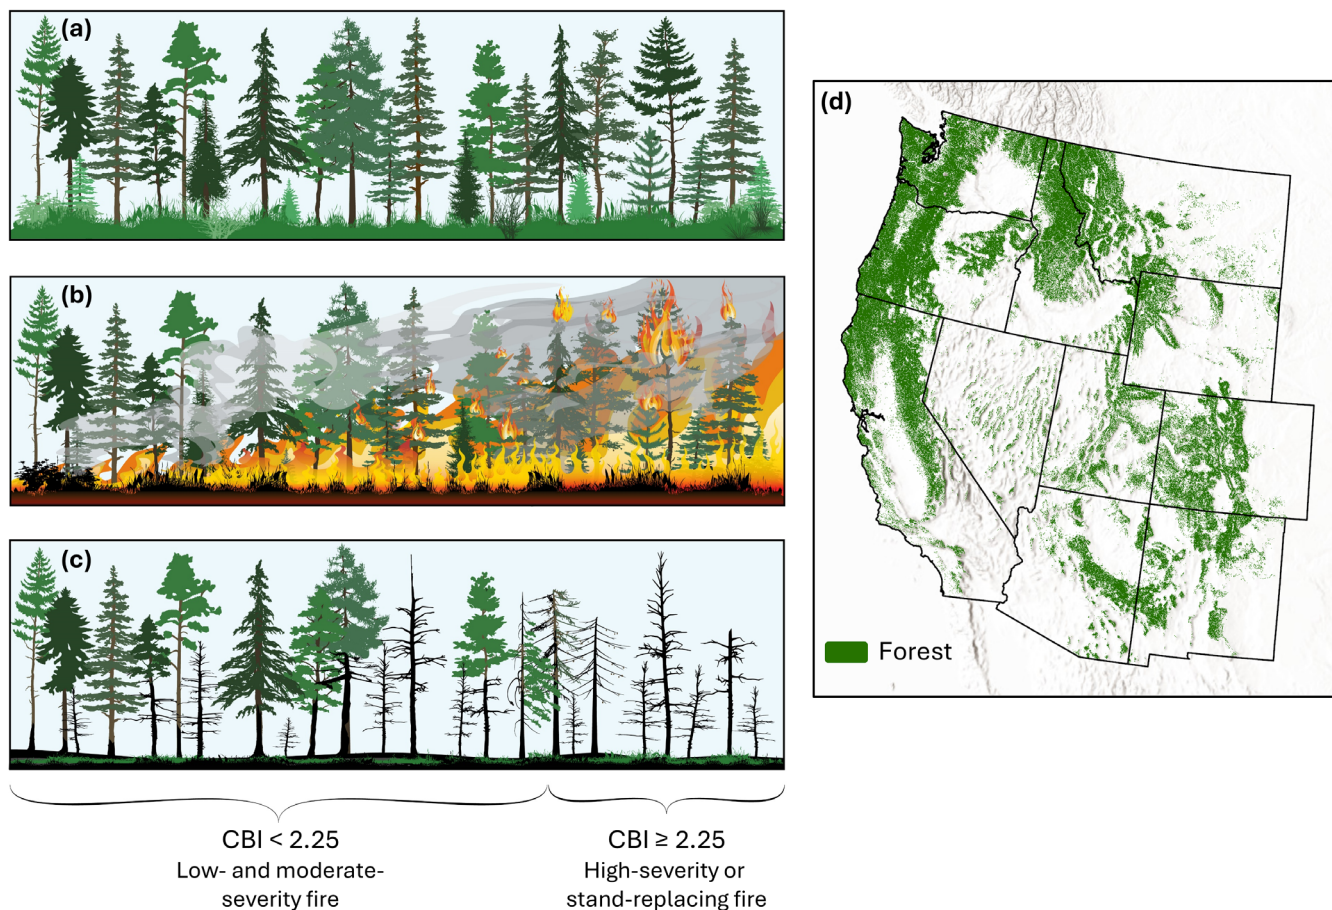 (a)
(b)
(c)
CBI < 2.25
Low- and moderate-
severity fire
CBI ≥ 2.25
High-severity or
stand-replacing fire
(d)
Forest